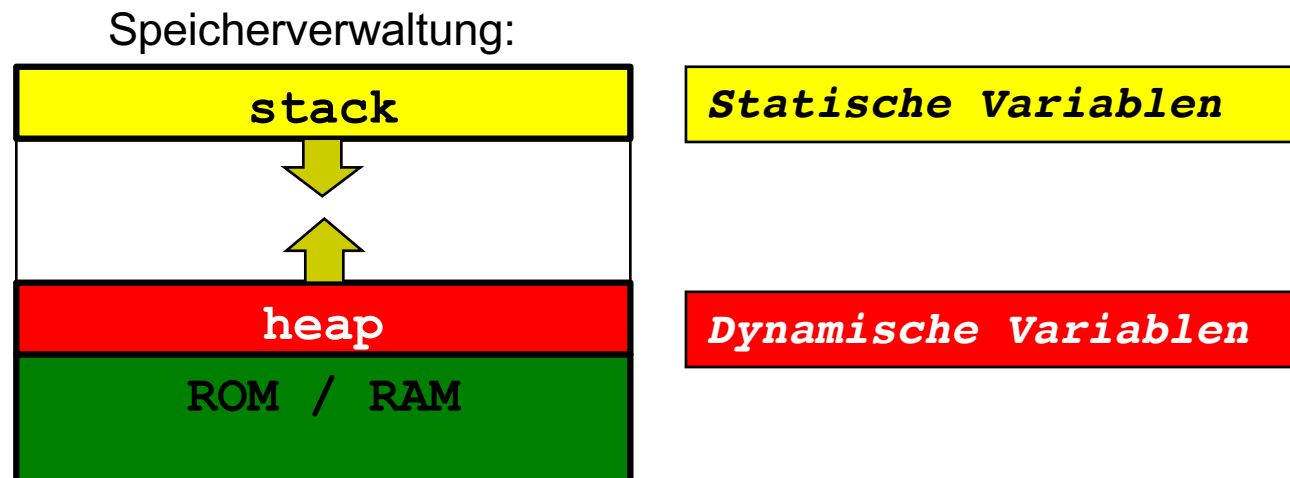 Speicherverwaltung:
stack
Statische Variablen
heap
Dynamische Variablen
ROM / RAM